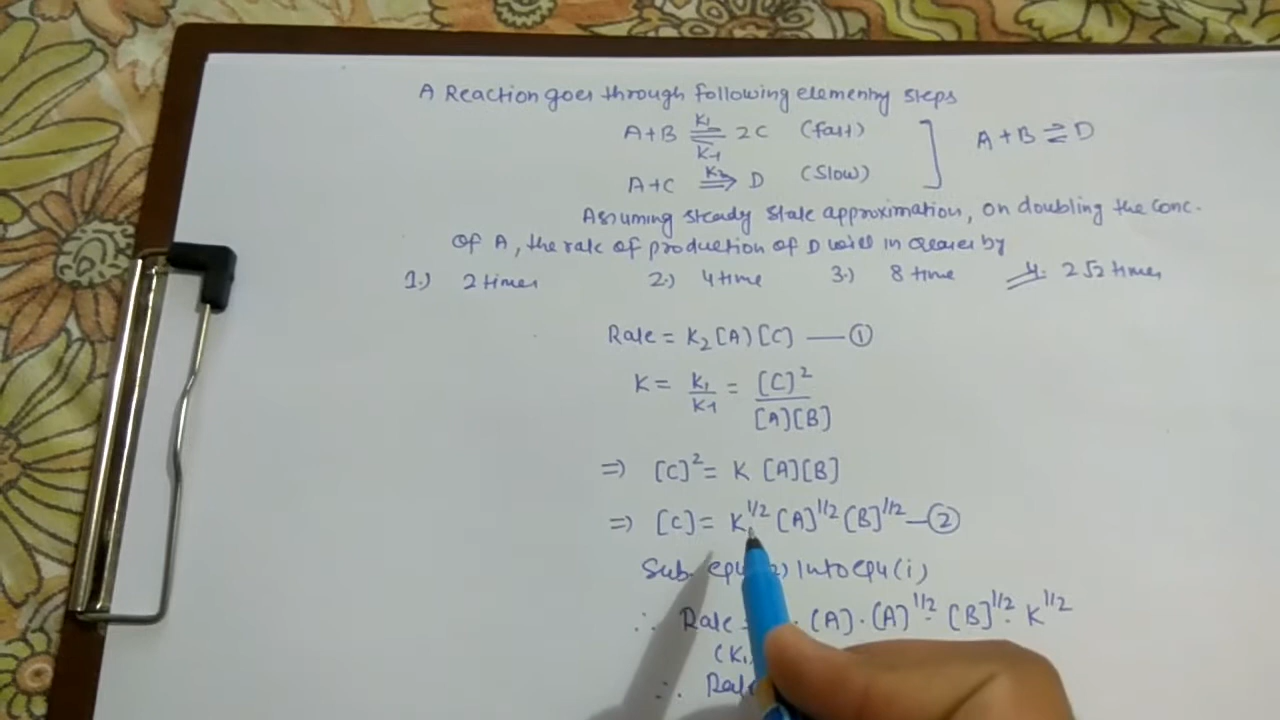 A Reaction goes through following elementry steps
A+B ⇌ 2C (fast) K1 K-1
A+C ⟹ D (Slow) K2
A+B ⇌ D
Assuming steady state approximation, on doubling the conc.
Of A, the rate of production of D will increase by
1.) 2 times 2.) 4 time 3.) 8 time 4. 2√2 times
Rate = K2 [A] [C] — ①
K = K1/K-1 = [C]²/[A][B]
⇒ [C]² = K [A][B]
⇒ [C] = K^1/2 [A]^1/2 [B]^1/2 — ②
Sub. into equ (i)
∴ Rate = · [A] · (A)^1/2 · [B]^1/2 · K^1/2
(K1
∴ Rate